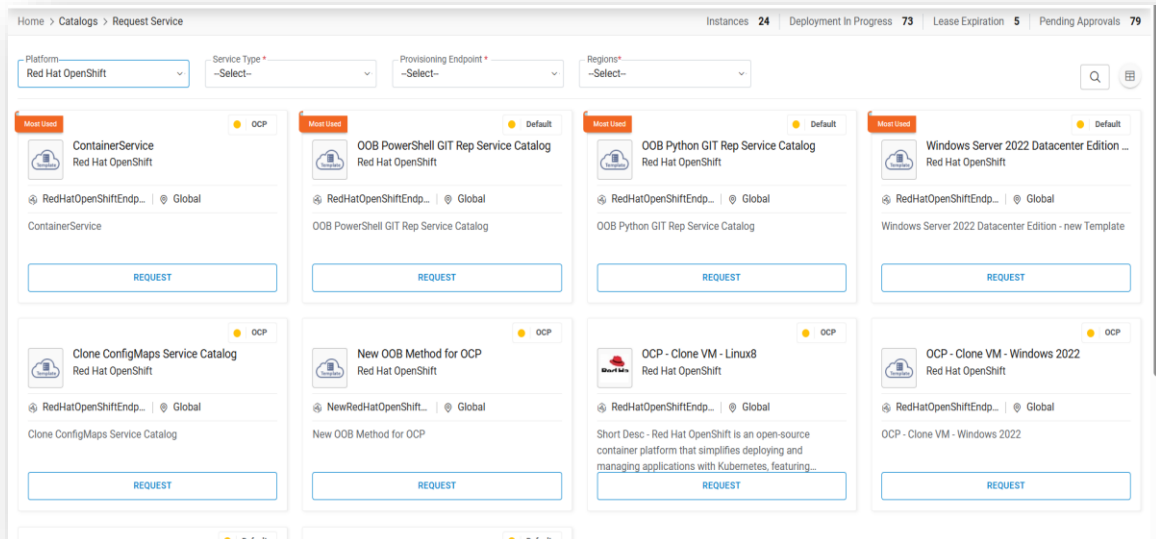 Home > Catalogs > Request Service
Instances 24 Deployment In Progress 73 Lease Expiration 5 Pending Approvals 79
Platform
Red Hat OpenShift
Service Type *
--Select--
Provisioning Endpoint *
--Select--
Regions*
--Select--
Most Used
OCP
ContainerService
Red Hat OpenShift
RedHatOpenShiftEndp... Global
ContainerService
REQUEST
Most Used
Default
OOB PowerShell GIT Rep Service Catalog
Red Hat OpenShift
RedHatOpenShiftEndp... Global
OOB PowerShell GIT Rep Service Catalog
REQUEST
Most Used
Default
OOB Python GIT Rep Service Catalog
Red Hat OpenShift
RedHatOpenShiftEndp... Global
OOB Python GIT Rep Service Catalog
REQUEST
Most Used
Default
Windows Server 2022 Datacenter Edition ...
Red Hat OpenShift
RedHatOpenShiftEndp... Global
Windows Server 2022 Datacenter Edition - new Template
REQUEST
OCP
Template
Clone ConfigMaps Service Catalog
Red Hat OpenShift
RedHatOpenShiftEndp... Global
Clone ConfigMaps Service Catalog
REQUEST
OCP
Template
New OOB Method for OCP
Red Hat OpenShift
NewRedHatOpenShift... Global
New OOB Method for OCP
REQUEST
OCP
Red Ha
OCP - Clone VM - Linux8
Red Hat OpenShift
RedHatOpenShiftEndp... Global
Short Desc - Red Hat OpenShift is an open-source
container platform that simplifies deploying and
managing applications with Kubernetes, featuring...
REQUEST
OCP
Template
OCP - Clone VM - Windows 2022
Red Hat OpenShift
RedHatOpenShiftEndp... Global
OCP - Clone VM - Windows 2022
REQUEST